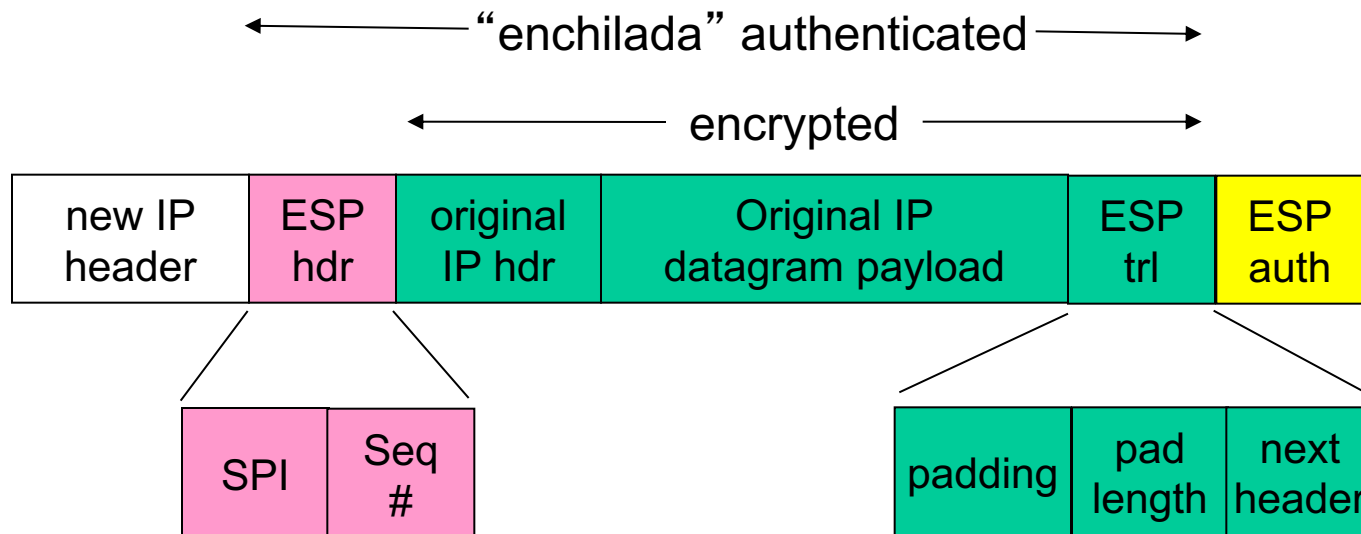 “enchilada” authenticated
encrypted
new IP
header
ESP
hdr
original
IP hdr
Original IP
datagram payload
ESP
trl
ESP
auth
SPI
Seq
#
padding
pad
length
next
header